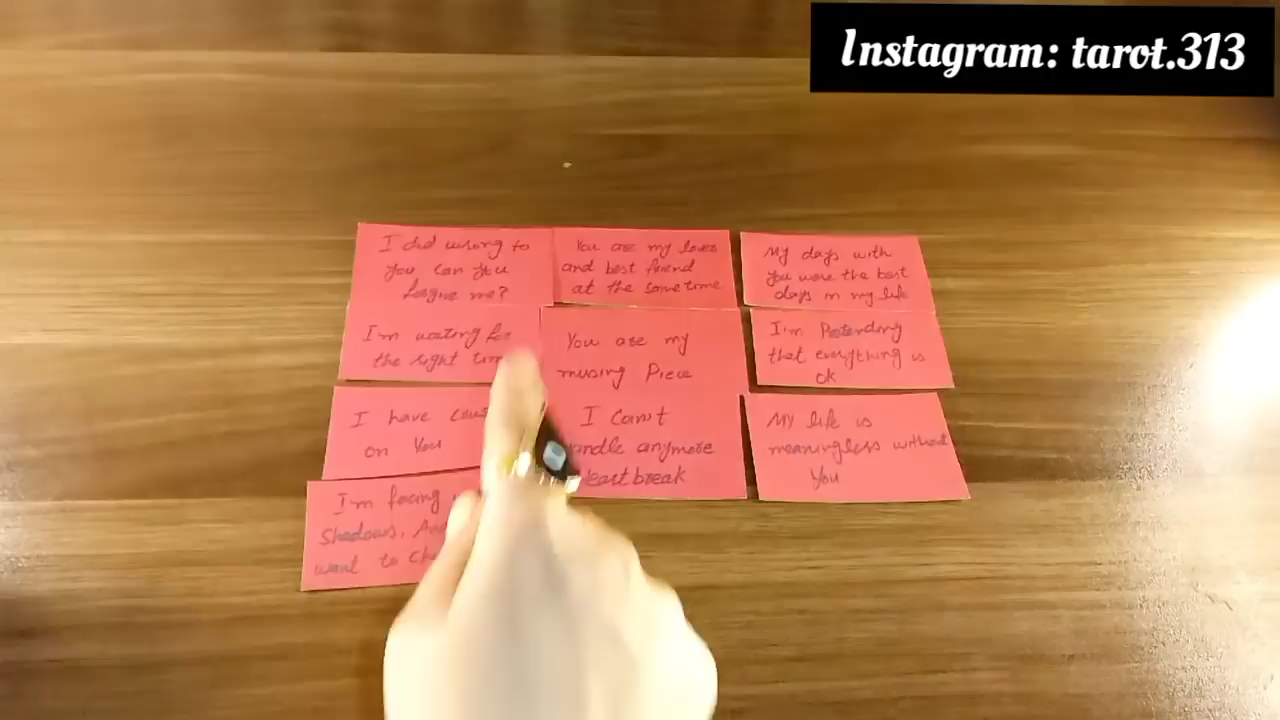 Instagram: tarot.313
I did wrong to
you can you
forgive me?
You are my lover
and best friend
at the same time
My days with
you were the best
days in my life
I'm waiting for
the right
You are my
missing Piece
I'm Pretending
that everything is
ok
I have
on You
I can't
handle anymore
Heartbreak
My life is
meaningless without
You
I'm facing
Shadows,
want to